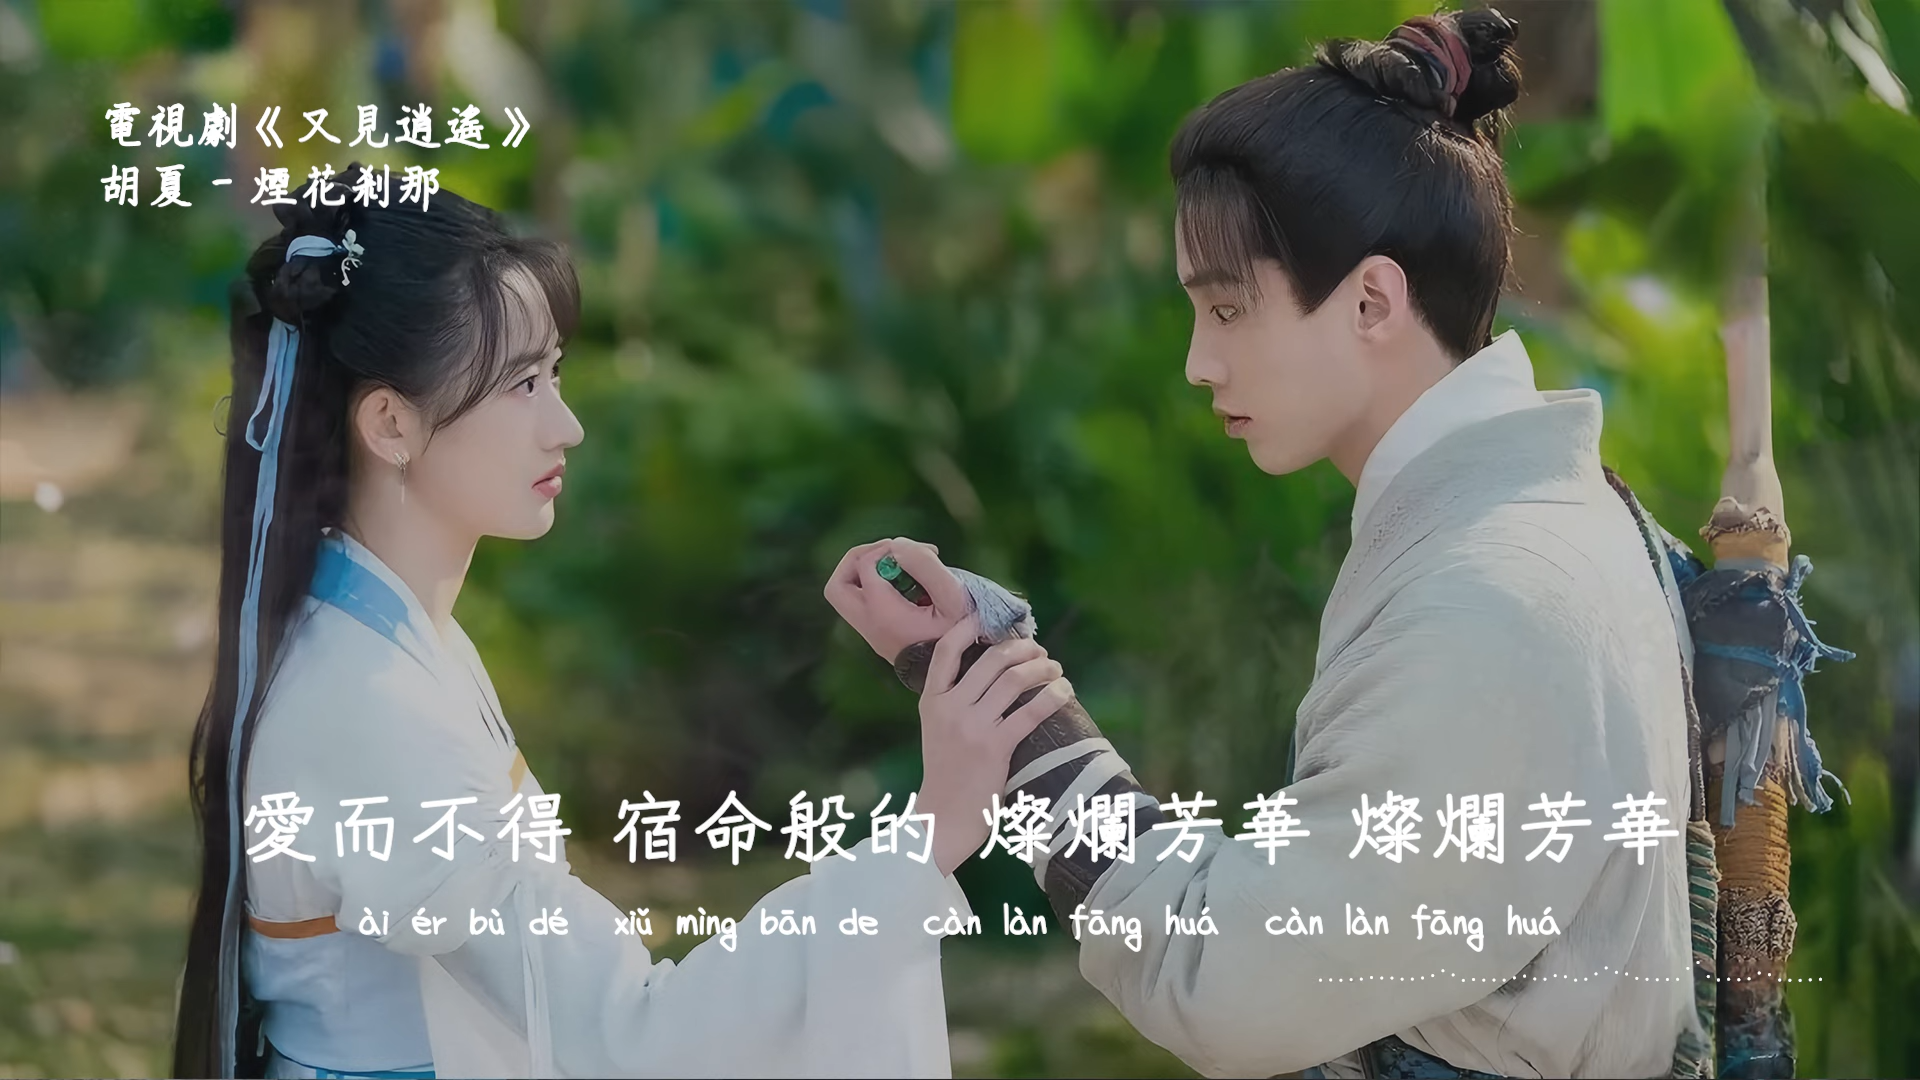 電視劇《又見逍遙》
胡夏 - 煙花剎那
愛而不得 宿命般的 燦爛芳華 燦爛芳華
ài ér bù dé xiǔ mìng bān de càn làn fāng huá càn làn fāng huá